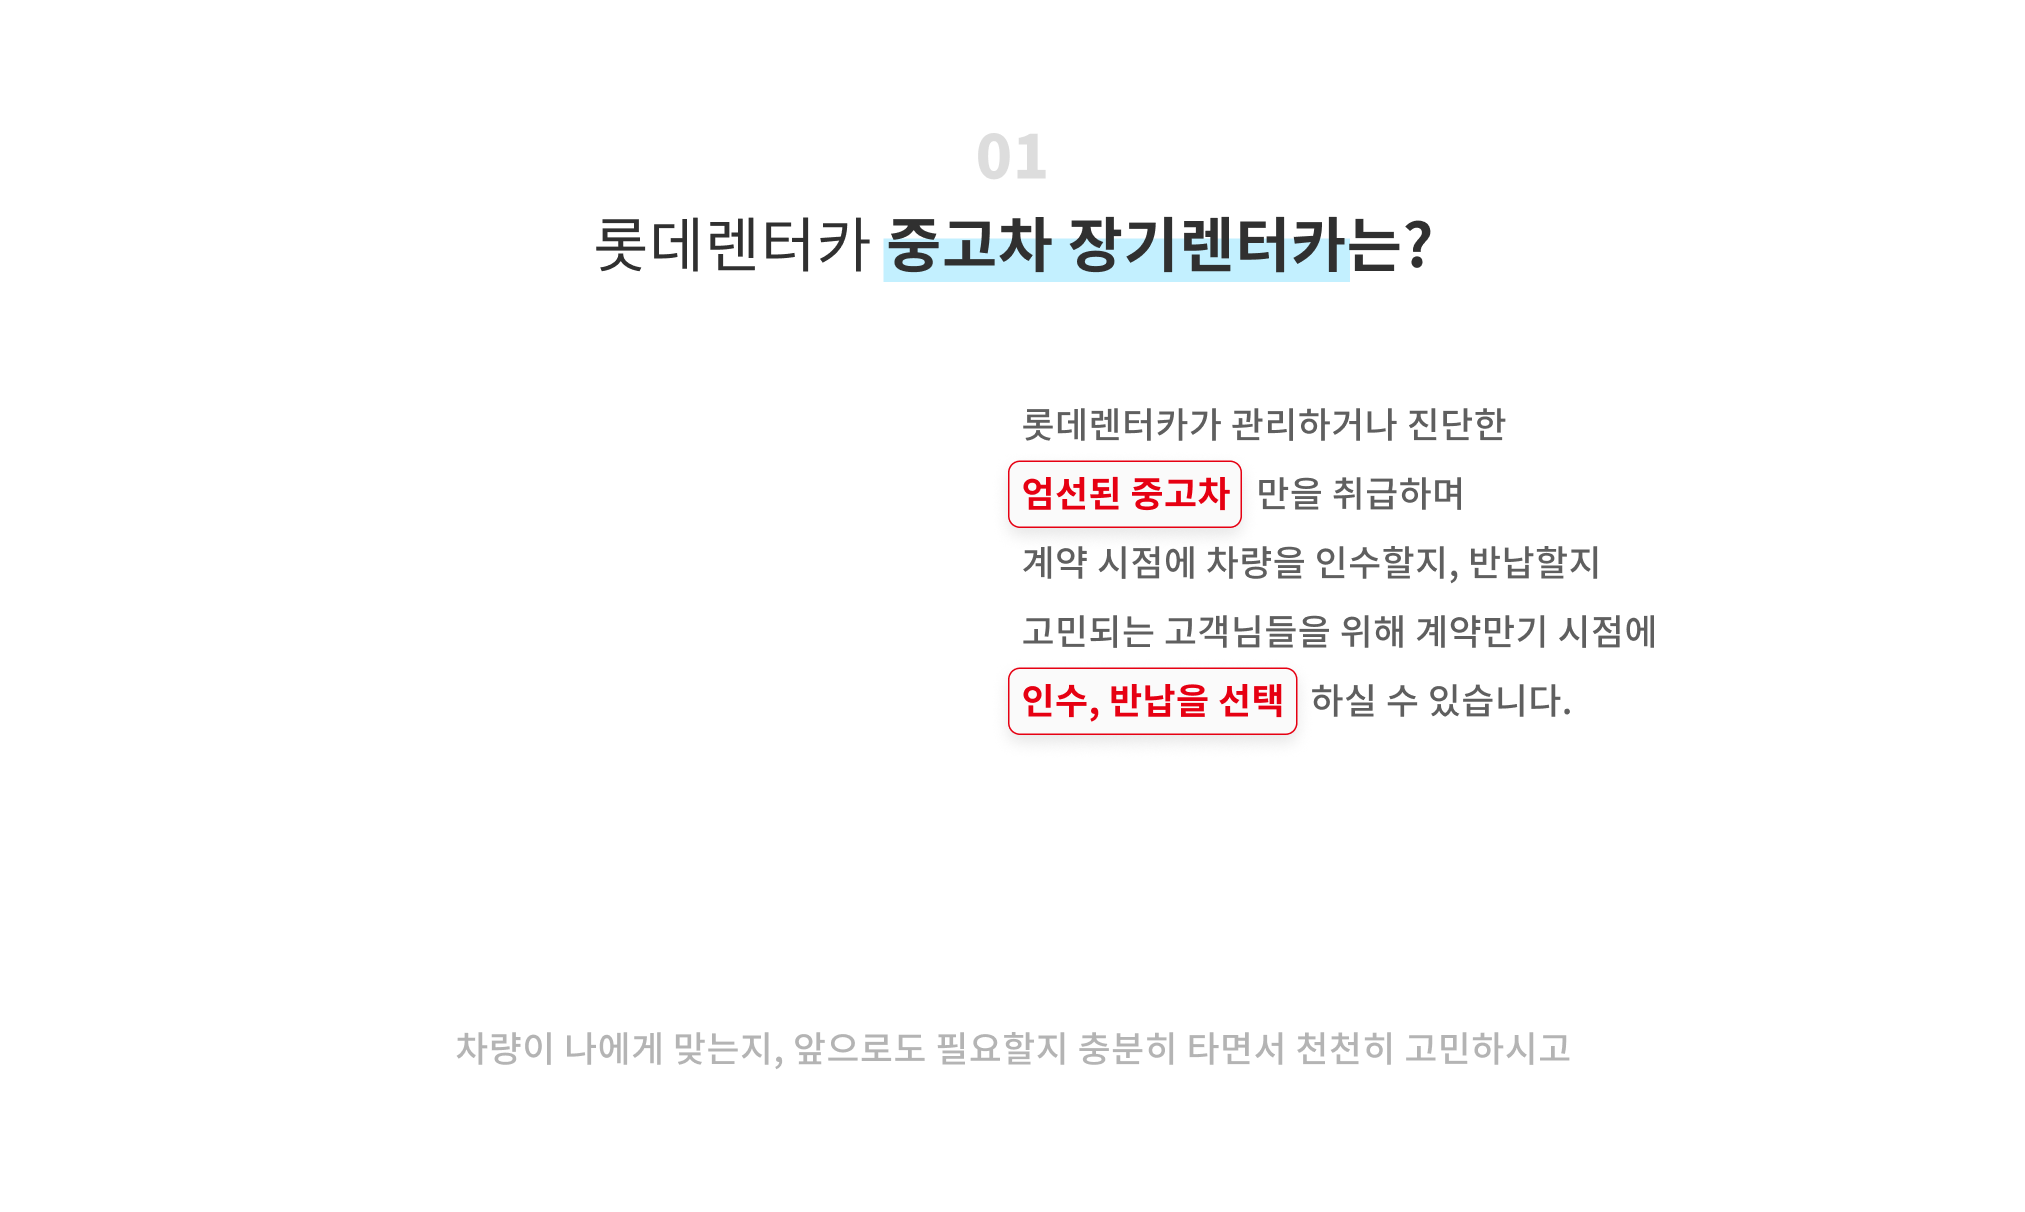 01
롯데렌터카 중고차 장기렌터카는?
롯데렌터카가 관리하거나 진단한
엄선된 중고차 만을 취급하며
계약 시점에 차량을 인수할지, 반납할지
고민되는 고객님들을 위해 계약만기 시점에
인수, 반납을 선택 하실 수 있습니다.
차량이 나에게 맞는지, 앞으로도 필요할지 충분히 타면서 천천히 고민하시고